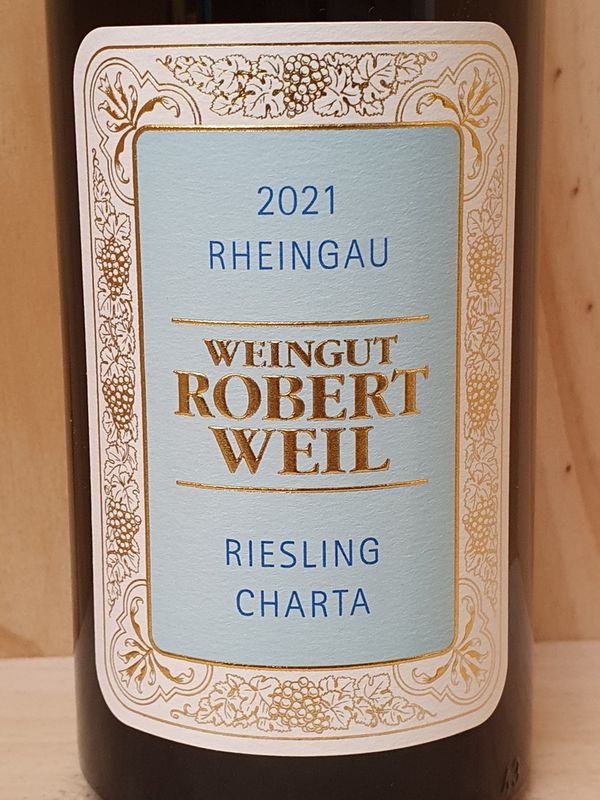 2021
RHEINGAU
WEINGUT
ROBERT
WEIL
RIESLING
CHARTA